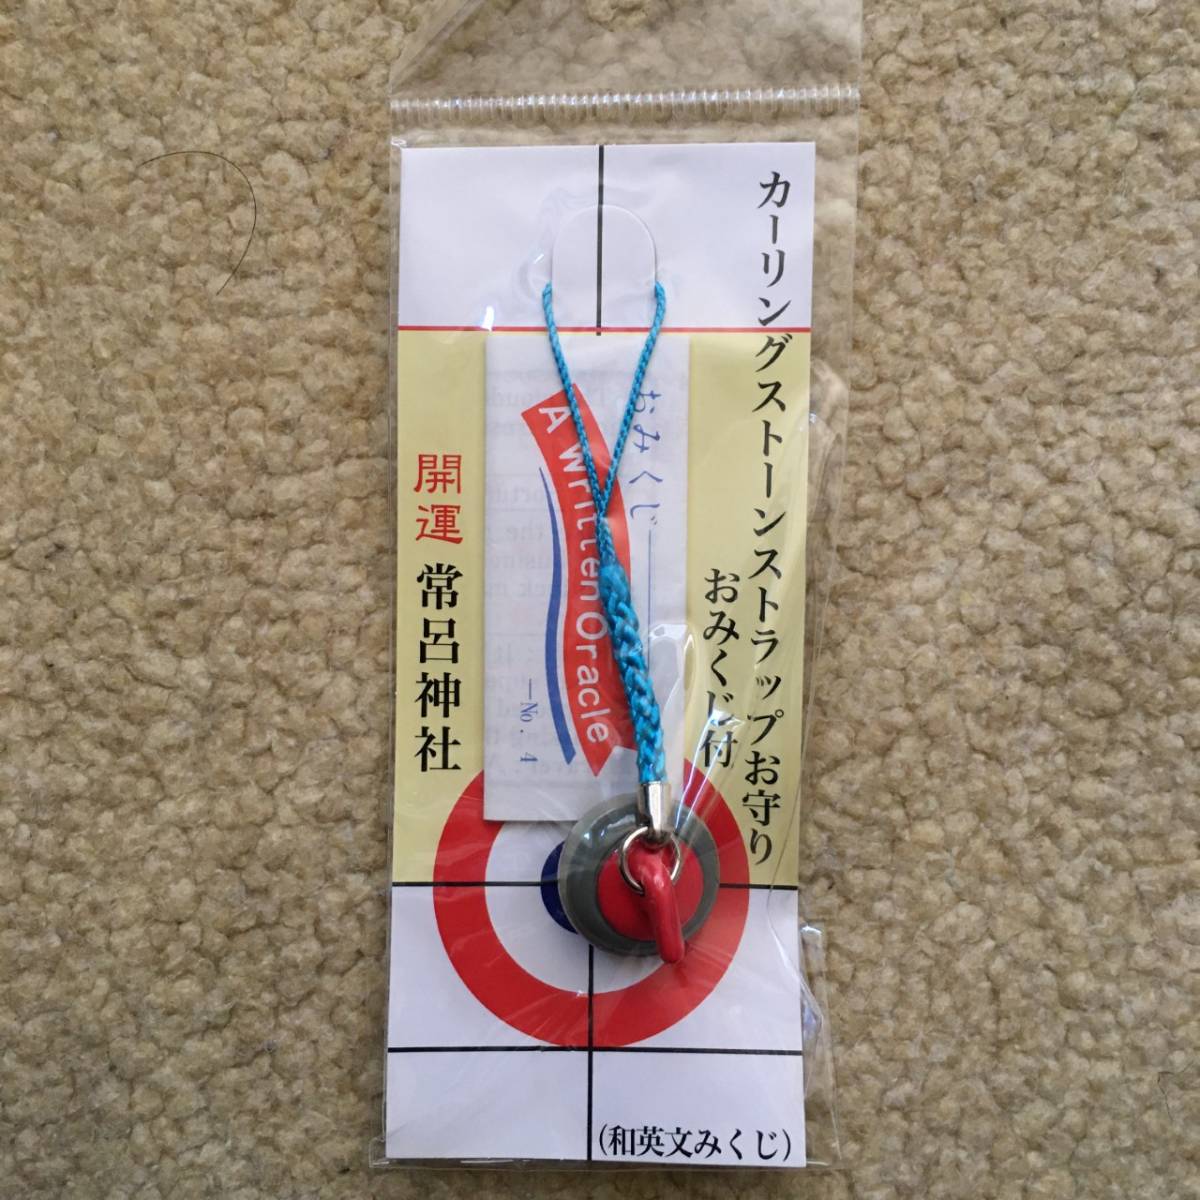 カーリングストーンストラップお守り
おみくじ付
おみくじ
A Written Oracle
—No. 4
開運 常呂神社
(和英文みくじ)